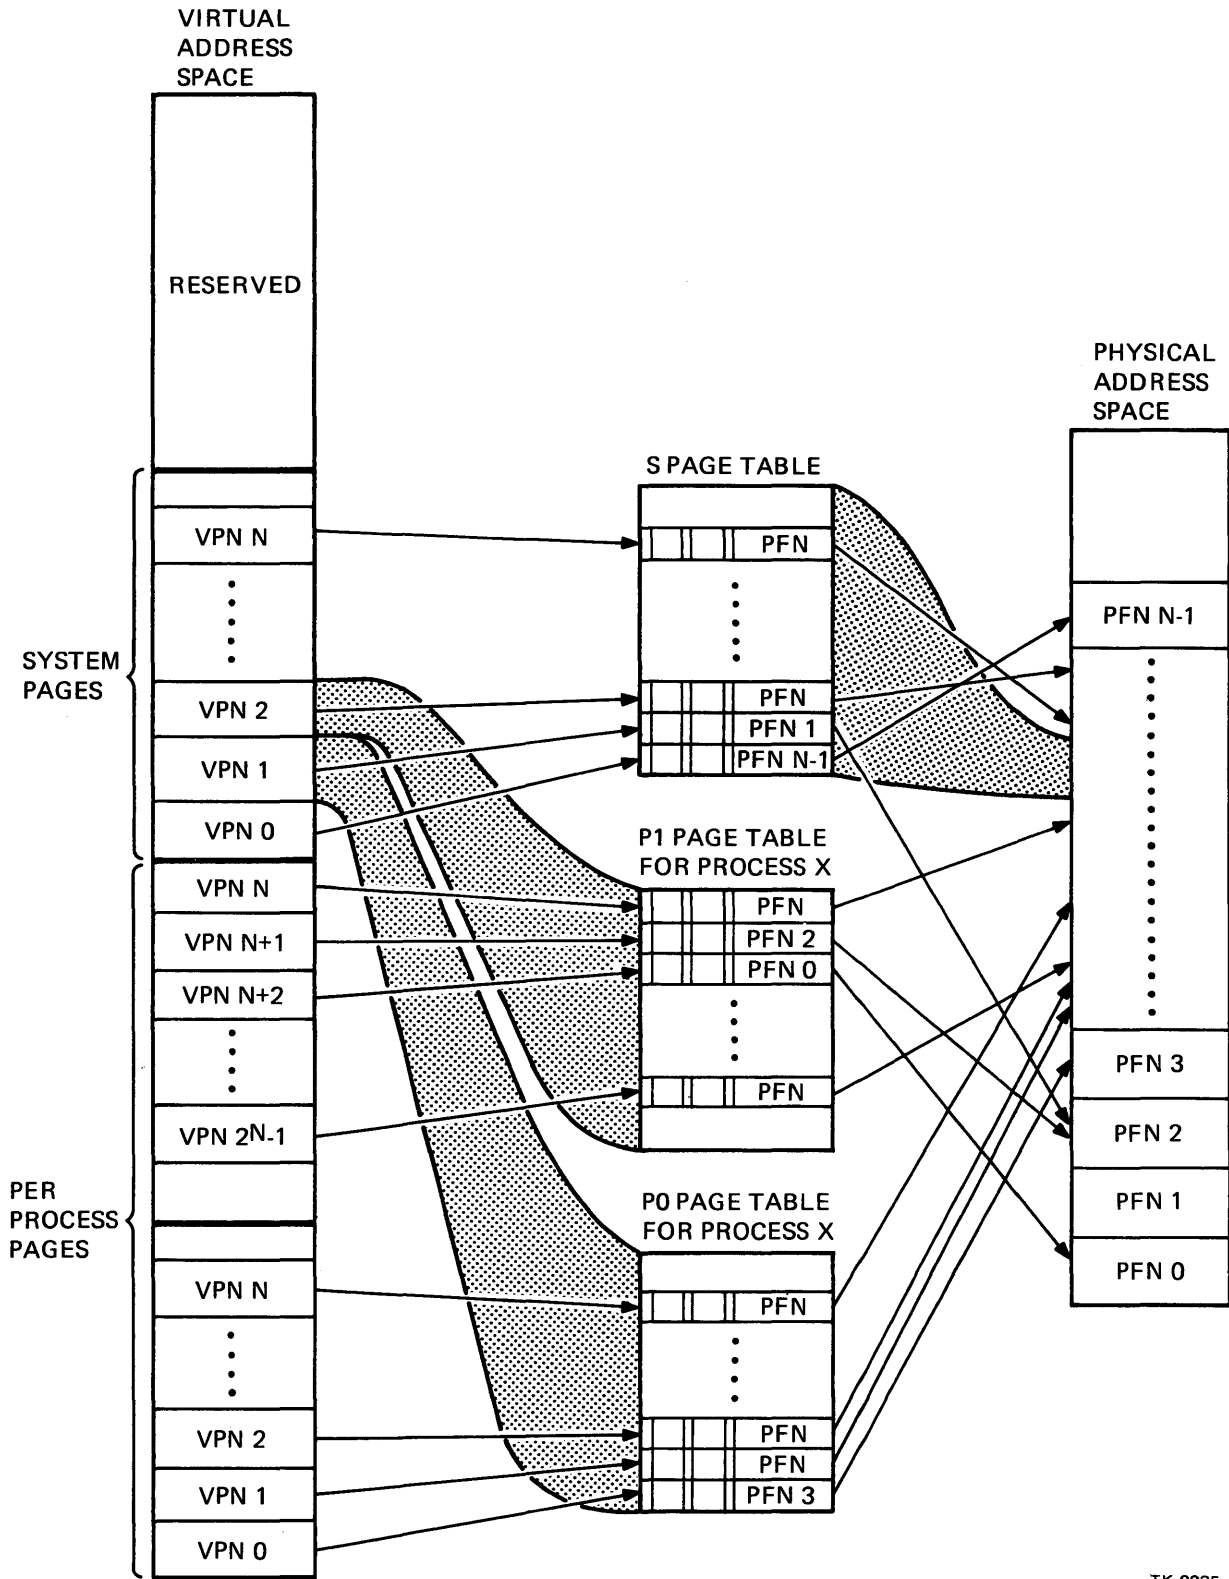 VIRTUAL
ADDRESS
SPACE
RESERVED
SYSTEM
PAGES
VPN N
VPN 2
VPN 1
VPN 0
PER
PROCESS
PAGES
VPN N
VPN N+1
VPN N+2
VPN 2N-1
VPN N
VPN 2
VPN 1
VPN 0
S PAGE TABLE
PFN
PFN
PFN 1
PFN N-1
P1 PAGE TABLE
FOR PROCESS X
PFN
PFN 2
PFN 0
PFN
P0 PAGE TABLE
FOR PROCESS X
PFN
PFN
PFN
PFN 3
PHYSICAL
ADDRESS
SPACE
PFN N-1
PFN 3
PFN 2
PFN 1
PFN 0